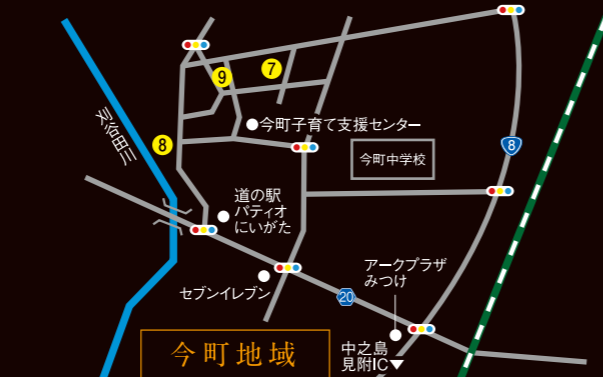 7
9
今町子育て支援センター
8
8
刈谷田川
今町中学校
道の駅
パティオ
にいがた
アークプラザ
みつけ
セブンイレブン
20
中之島
見附IC▼
今町地域